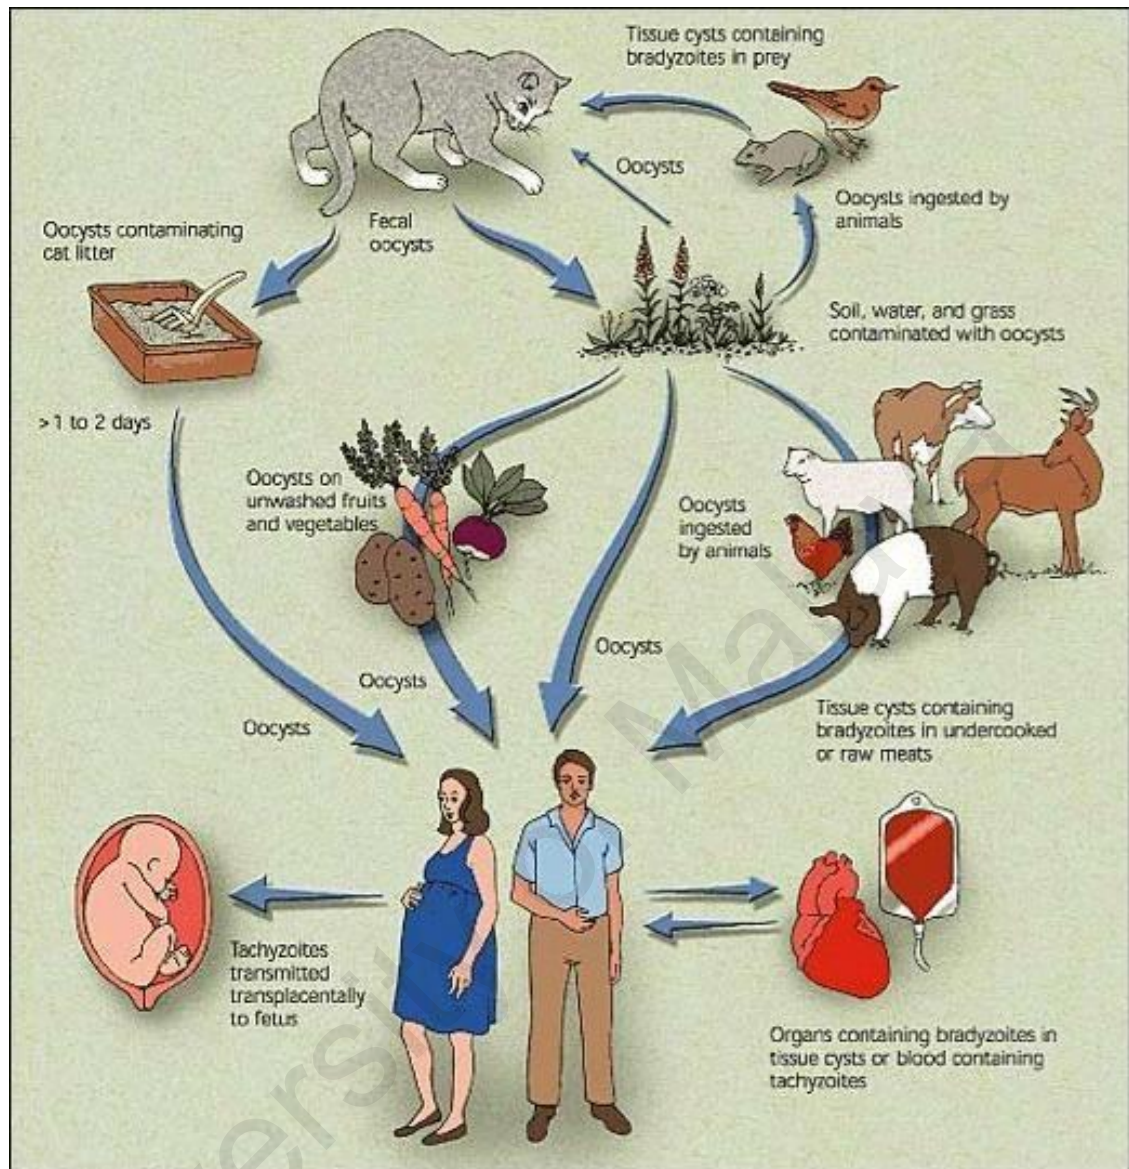 Tissue cysts containing
bradyzoites in prey
Oocysts
Oocysts ingested by
animals
Oocysts contaminating
cat litter
Fecal
oocysts
Soil, water, and grass
contaminated with oocysts
>1 to 2 days
Oocysts on
unwashed fruits
and vegetables
Oocysts
ingested
by animals
Oocysts
Oocysts
Oocysts
Tissue cysts containing
bradyzoites in undercooked
or raw meats
Tachyzoites
transmitted
transplacentally
to fetus
Organs containing bradyzoites in
tissue cysts or blood containing
tachyzoites